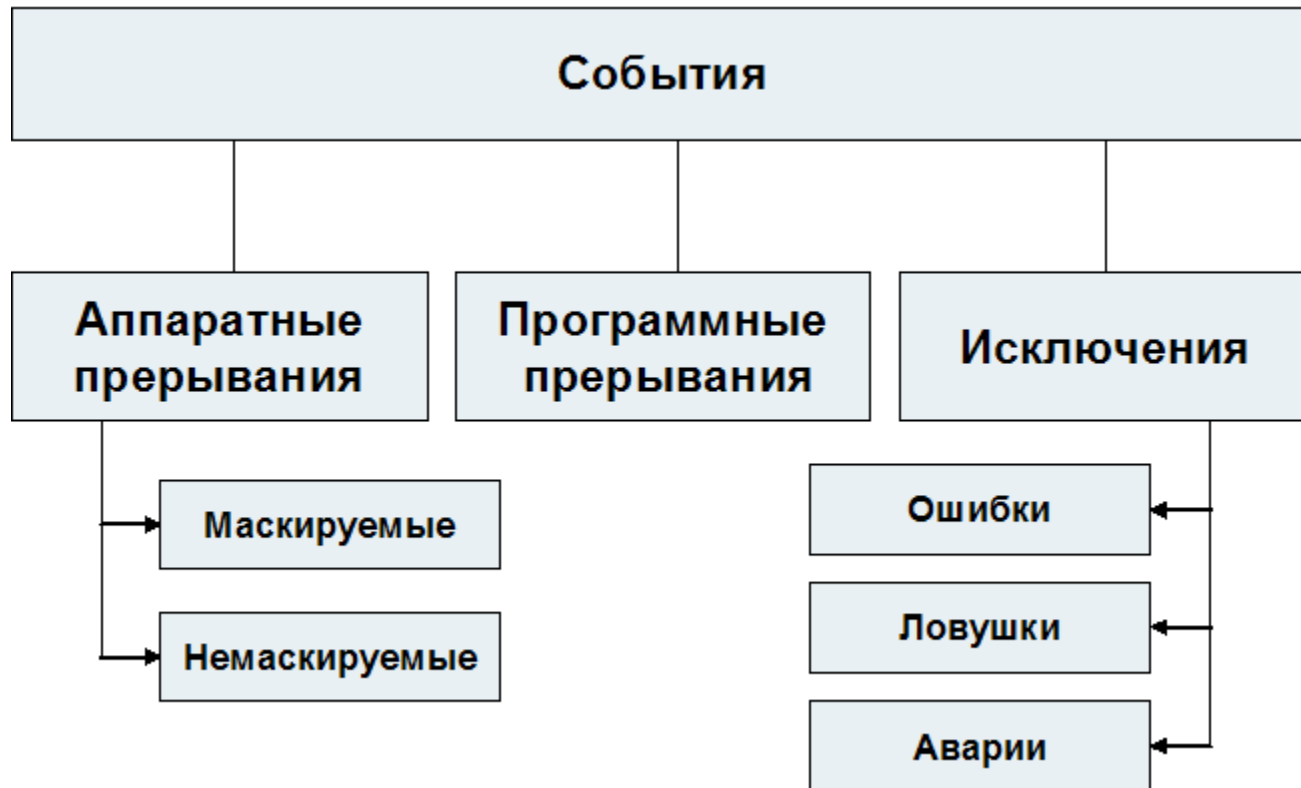 События
Аппаратные
прерывания
Программные
прерывания
Исключения
Маскируемые
Немаскируемые
Ошибки
Ловушки
Аварии